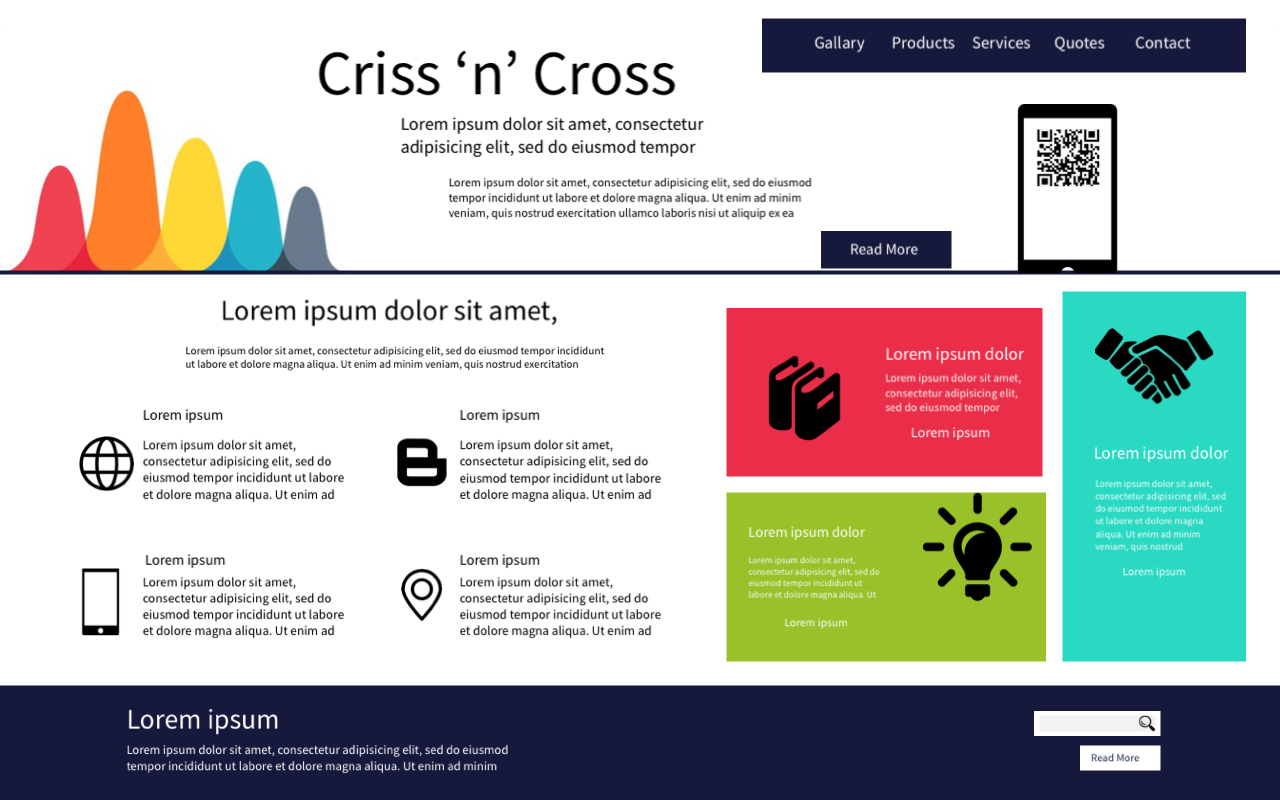 Gallary Products Services Quotes Contact
Criss ‘n’ Cross
Lorem ipsum dolor sit amet, consectetur
adipisicing elit, sed do eiusmod tempor
Lorem ipsum dolor sit amet, consectetur adipisicing elit, sed do eiusmod
tempor incididunt ut labore et dolore magna aliqua. Ut enim ad minim
veniam, quis nostrud exercitation ullamco laboris nisi ut aliquip ex ea
Read More
Lorem ipsum dolor sit amet,
Lorem ipsum dolor sit amet, consectetur adipisicing elit, sed do eiusmod tempor incididunt
ut labore et dolore magna aliqua. Ut enim ad minim veniam, quis nostrud exercitation
Lorem ipsum
Lorem ipsum dolor sit amet,
consectetur adipisicing elit, sed do
eiusmod tempor incididunt ut labore
et dolore magna aliqua. Ut enim ad
Lorem ipsum
Lorem ipsum dolor sit amet,
consectetur adipisicing elit, sed do
eiusmod tempor incididunt ut labore
et dolore magna aliqua. Ut enim ad
Lorem ipsum
Lorem ipsum dolor sit amet,
consectetur adipisicing elit, sed do
eiusmod tempor incididunt ut labore
et dolore magna aliqua. Ut enim ad
Lorem ipsum
Lorem ipsum dolor sit amet,
consectetur adipisicing elit, sed do
eiusmod tempor incididunt ut labore
et dolore magna aliqua. Ut enim ad
Lorem ipsum dolor
Lorem ipsum dolor sit amet,
consectetur adipisicing elit,
sed do eiusmod tempor
Lorem ipsum
Lorem ipsum dolor
Lorem ipsum dolor sit amet,
consectetur adipisicing elit, sed do
eiusmod tempor incididunt ut
labore et dolore magna aliqua. Ut
Lorem ipsum
Lorem ipsum dolor
Lorem ipsum dolor sit amet,
consectetur adipisicing elit, sed
do eiusmod tempor incididunt
ut labore et dolore magna
aliqua. Ut enim ad minim
veniam, quis nostrud
Lorem ipsum
Lorem ipsum
Lorem ipsum dolor sit amet, consectetur adipisicing elit, sed do eiusmod
tempor incididunt ut labore et dolore magna aliqua. Ut enim ad minim
Read More